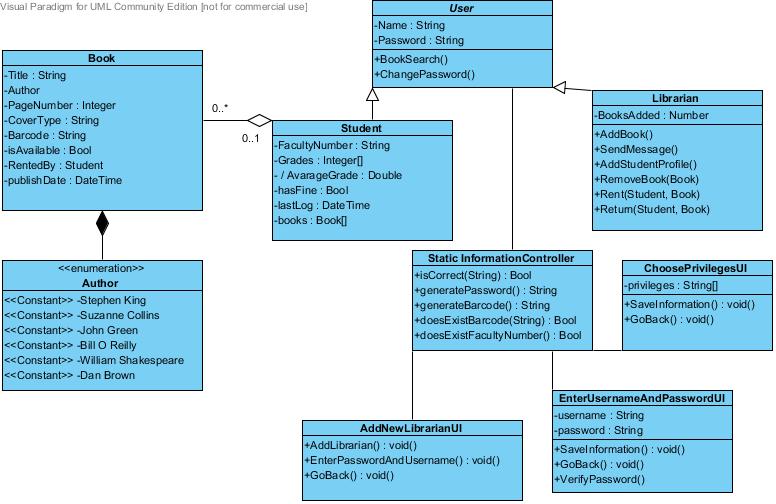 Visual Paradigm for UML Community Edition [not for commercial use]
User
-Name : String
-Password : String
+BookSearch()
+ChangePassword()
Book
-Title : String
-Author
-PageNumber : Integer
-CoverType : String
-Barcode : String
-isAvailable : Bool
-RentedBy : Student
-publishDate : DateTime
0..*
0..1
Student
-FacultyNumber : String
-Grades : Integer[]
- / AvarageGrade : Double
-hasFine : Bool
-lastLog : DateTime
-books : Book[]
Librarian
-BooksAdded : Number
+AddBook()
+SendMessage()
+AddStudentProfile()
+RemoveBook(Book)
+Rent(Student, Book)
+Return(Student, Book)
<<enumeration>>
Author
<<Constant>> -Stephen King
<<Constant>> -Suzanne Collins
<<Constant>> -John Green
<<Constant>> -Bill O Reilly
<<Constant>> -William Shakespeare
<<Constant>> -Dan Brown
Static InformationController
+isCorrect(String) : Bool
+generatePassword() : String
+generateBarcode() : String
+doesExistBarcode(String) : Bool
+doesExistFacultyNumber() : Bool
ChoosePrivilegesUI
-privileges : String[]
+SaveInformation() : void()
+GoBack() : void()
AddNewLibrarianUI
+AddLibrarian() : void()
+EnterPasswordAndUsername() : void()
+GoBack() : void()
EnterUsernameAndPasswordUI
-username : String
-password : String
+SaveInformation() : void()
+GoBack() : void()
+VerifyPassword()